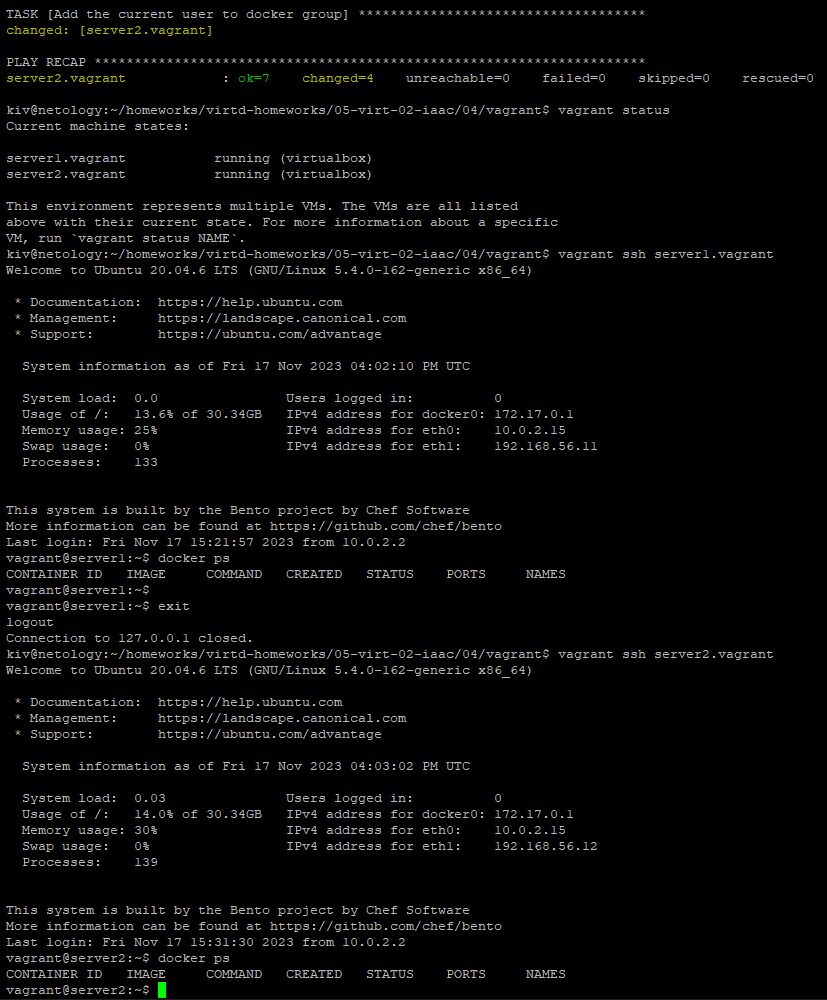 TASK [Add the current user to docker group] ************************************
changed: [server2.vagrant]
PLAY RECAP *********************************************************************
server2.vagrant            : ok=7    changed=4    unreachable=0    failed=0    skipped=0    rescued=0
kiv@netology:~/homeworks/virtd-homeworks/05-virt-02-iaac/04/vagrant$ vagrant status
Current machine states:
server1.vagrant           running (virtualbox)
server2.vagrant           running (virtualbox)
This environment represents multiple VMs. The VMs are all listed
above with their current state. For more information about a specific
VM, run `vagrant status NAME`.
kiv@netology:~/homeworks/virtd-homeworks/05-virt-02-iaac/04/vagrant$ vagrant ssh server1.vagrant
Welcome to Ubuntu 20.04.6 LTS (GNU/Linux 5.4.0-162-generic x86_64)
 * Documentation:  https://help.ubuntu.com
 * Management:     https://landscape.canonical.com
 * Support:        https://ubuntu.com/advantage
  System information as of Fri 17 Nov 2023 04:02:10 PM UTC
  System load:  0.0                Users logged in:          0
  Usage of /:   13.6% of 30.34GB   IPv4 address for docker0: 172.17.0.1
  Memory usage: 25%                IPv4 address for eth0:    10.0.2.15
  Swap usage:   0%                 IPv4 address for eth1:    192.168.56.11
  Processes:    133
This system is built by the Bento project by Chef Software
More information can be found at https://github.com/chef/bento
Last login: Fri Nov 17 15:21:57 2023 from 10.0.2.2
vagrant@server1:~$ docker ps
CONTAINER ID   IMAGE     COMMAND   CREATED   STATUS    PORTS     NAMES
vagrant@server1:~$
vagrant@server1:~$ exit
logout
Connection to 127.0.0.1 closed.
kiv@netology:~/homeworks/virtd-homeworks/05-virt-02-iaac/04/vagrant$ vagrant ssh server2.vagrant
Welcome to Ubuntu 20.04.6 LTS (GNU/Linux 5.4.0-162-generic x86_64)
 * Documentation:  https://help.ubuntu.com
 * Management:     https://landscape.canonical.com
 * Support:        https://ubuntu.com/advantage
  System information as of Fri 17 Nov 2023 04:03:02 PM UTC
  System load:  0.03               Users logged in:          0
  Usage of /:   14.0% of 30.34GB   IPv4 address for docker0: 172.17.0.1
  Memory usage: 30%                IPv4 address for eth0:    10.0.2.15
  Swap usage:   0%                 IPv4 address for eth1:    192.168.56.12
  Processes:    139
This system is built by the Bento project by Chef Software
More information can be found at https://github.com/chef/bento
Last login: Fri Nov 17 15:31:30 2023 from 10.0.2.2
vagrant@server2:~$ docker ps
CONTAINER ID   IMAGE     COMMAND   CREATED   STATUS    PORTS     NAMES
vagrant@server2:~$